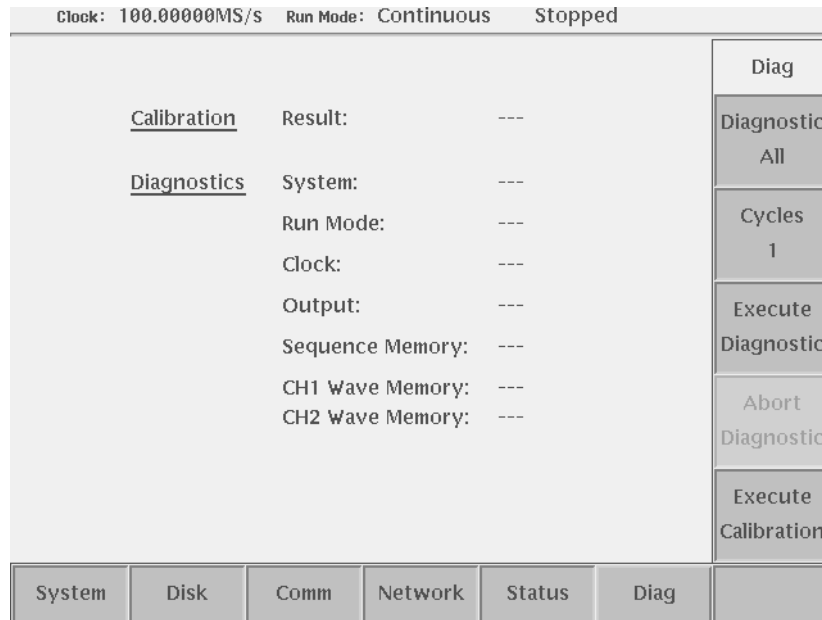 Clock: 100.00000MS/s Run Mode: Continuous Stopped
Calibration Result: ---
Diagnostics System: ---
Run Mode: ---
Clock: ---
Output: ---
Sequence Memory: ---
CH1 Wave Memory: ---
CH2 Wave Memory: ---
Diag
Diagnostic
All
Cycles
1
Execute
Diagnostic
Abort
Diagnostic
Execute
Calibration
System Disk Comm Network Status Diag